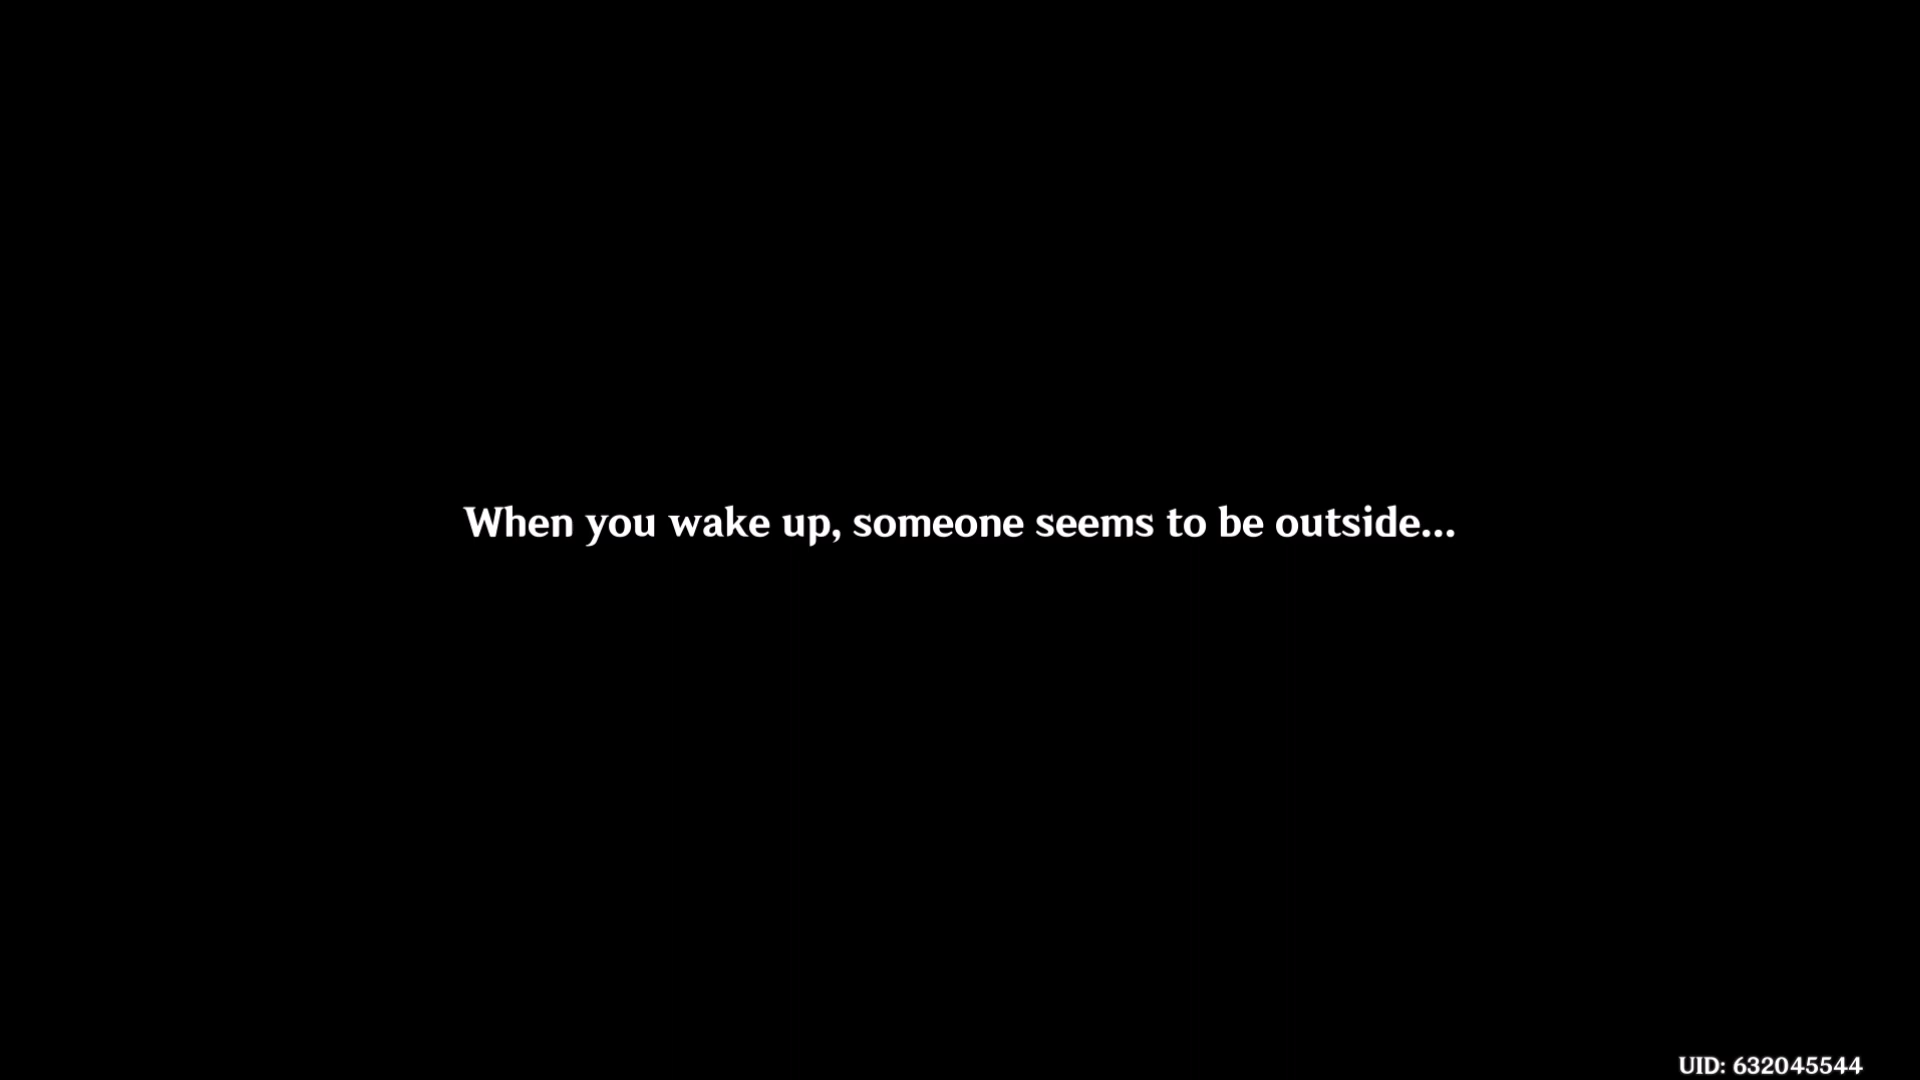 When you wake up, someone seems to be outside...
UID: 632045544